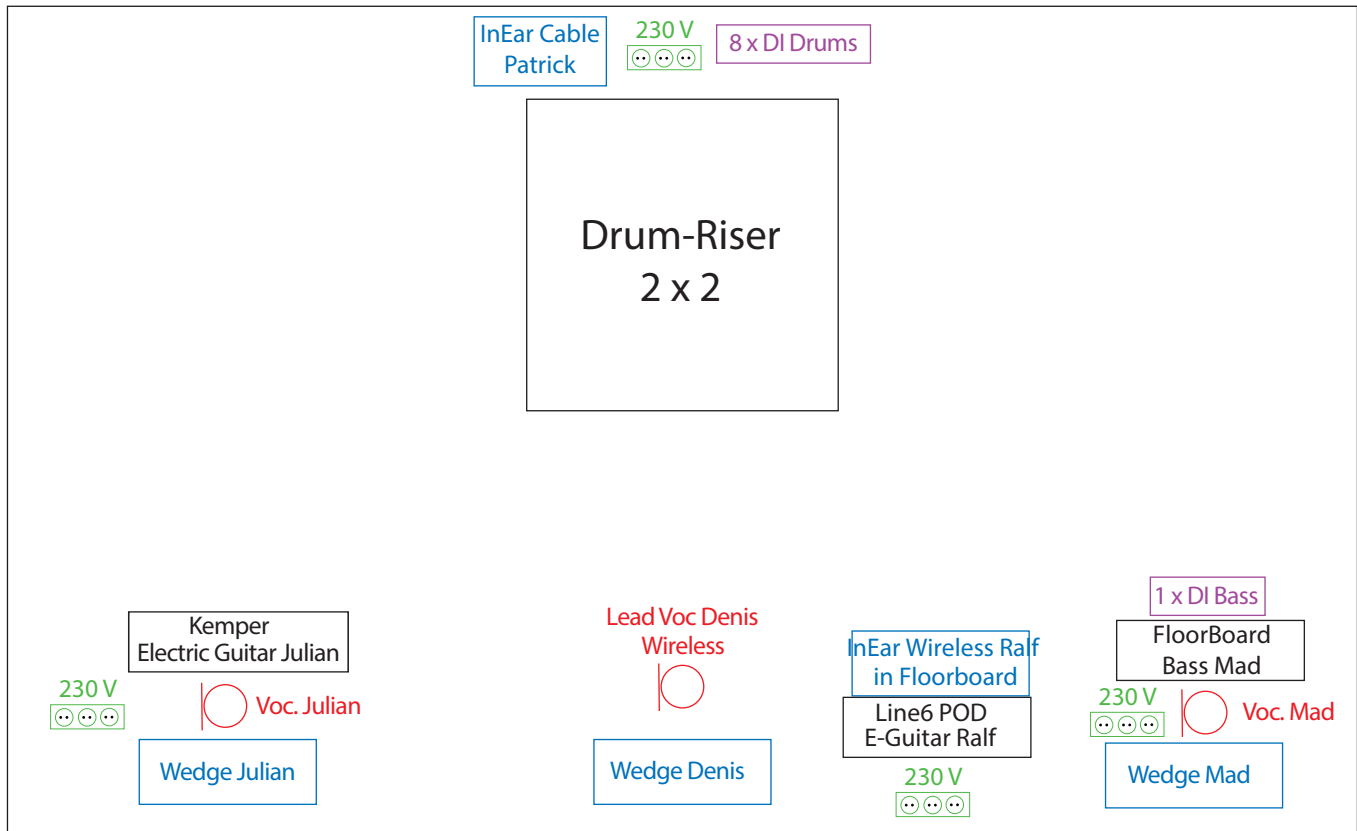 InEar Cable
Patrick
230 V
8 x DI Drums
Drum-Riser
2 x 2
Kemper
Electric Guitar Julian
230 V
Voc. Julian
Wedge Julian
Lead Voc Denis
Wireless
Wedge Denis
InEar Wireless Ralf
in Floorboard
Line6 POD
E-Guitar Ralf
230 V
1 x DI Bass
FloorBoard
Bass Mad
230 V
Voc. Mad
Wedge Mad